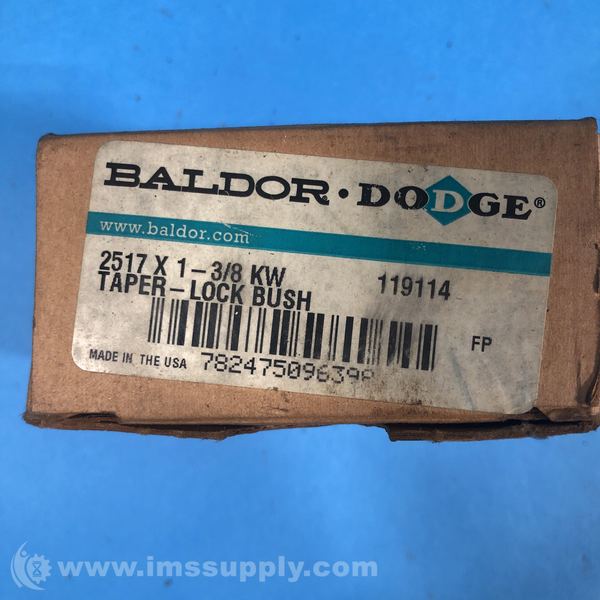 BALDOR • DODGE®
www.baldor.com
2517 X 1-3/8 KW
TAPER-LOCK BUSH
119114
FP
MADE IN THE USA
782475096398
www.imssupply.com